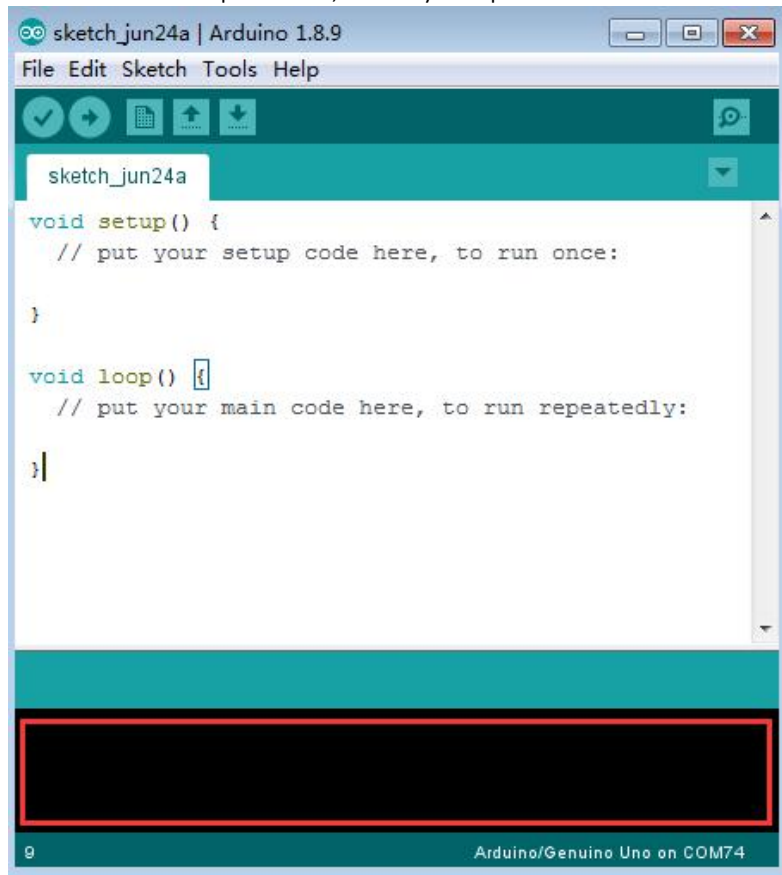 sketch_jun24a | Arduino 1.8.9
File Edit Sketch Tools Help
sketch_jun24a
void setup() {
  // put your setup code here, to run once:
}
void loop() {
  // put your main code here, to run repeatedly:
}
9 Arduino/Genuino Uno on COM74